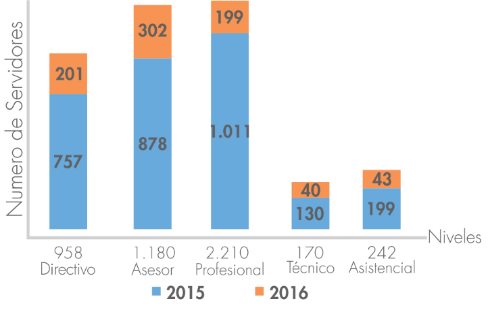 Numero de Servidores
201
757
302
878
199
1.011
40
130
43
199
Niveles
958 1.180 2.210 170 242
Directivo Asesor Profesional Técnico Asistencial
2015 2016